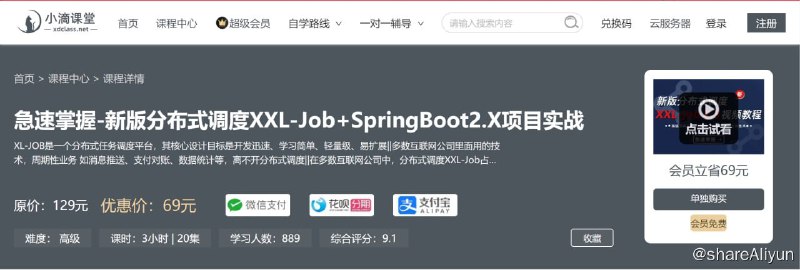 小滴课堂
xdclass.net
首页 课程中心 超级会员 自学路线 一对一辅导 请输入搜索内容 兑换码 云服务器 登录 注册
首页 > 课程中心 > 课程详情
急速掌握-新版分布式调度XXL-Job+SpringBoot2.X项目实战
XL-JOB是一个分布式任务调度平台，其核心设计目标是开发迅速、学习简单、轻量级、易扩展||多数互联网公司里面用的技
术，周期性业务 如消息推送、支付对账、数据统计等，离不开分布式调度||在多数互联网公司中，分布式调度XXL-Job占...
原价：129元 优惠价：69元 微信支付 花呗分期 支付宝
ALIPAY
难度： 高级 课时：3小时 | 20集 学习人数：889 综合评分：9.1 收藏
新版分布式调度
视频教程
点击试看
会员立省69元
单独购买
会员免费
@shareAliyun